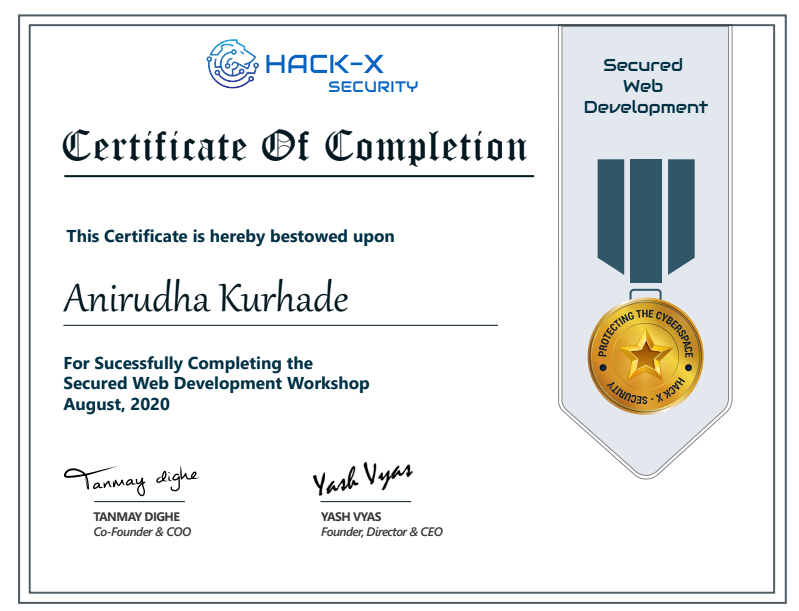 HACK-X
SECURITY
Secured
Web
Development
Certificate Of Completion
This Certificate is hereby bestowed upon
Anirudha Kurhade
For Sucessfully Completing the
Secured Web Development Workshop
August, 2020
PROTECTING THE CYBERSPACE
HACK X - SECURITY
Tanmay dighe
Yash Vyas
TANMAY DIGHE
Co-Founder & COO
YASH VYAS
Founder, Director & CEO